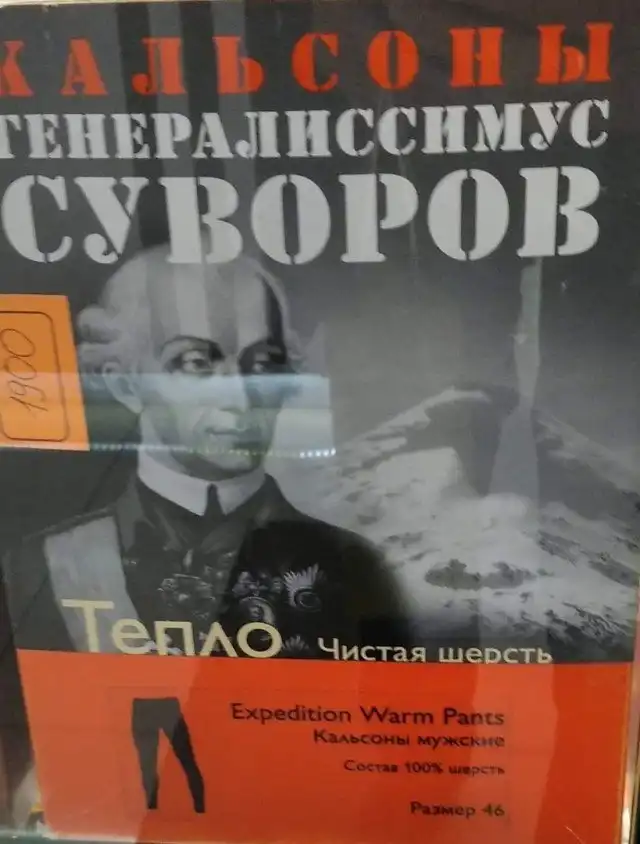 КАЛЬСОНЫ
ГЕНЕРАЛИССИМУС
СУВОРОВ
1900
Тепло
Чистая шерсть
Expedition Warm Pants
Кальсоны мужские
Состав 100% шерсть
Размер 46